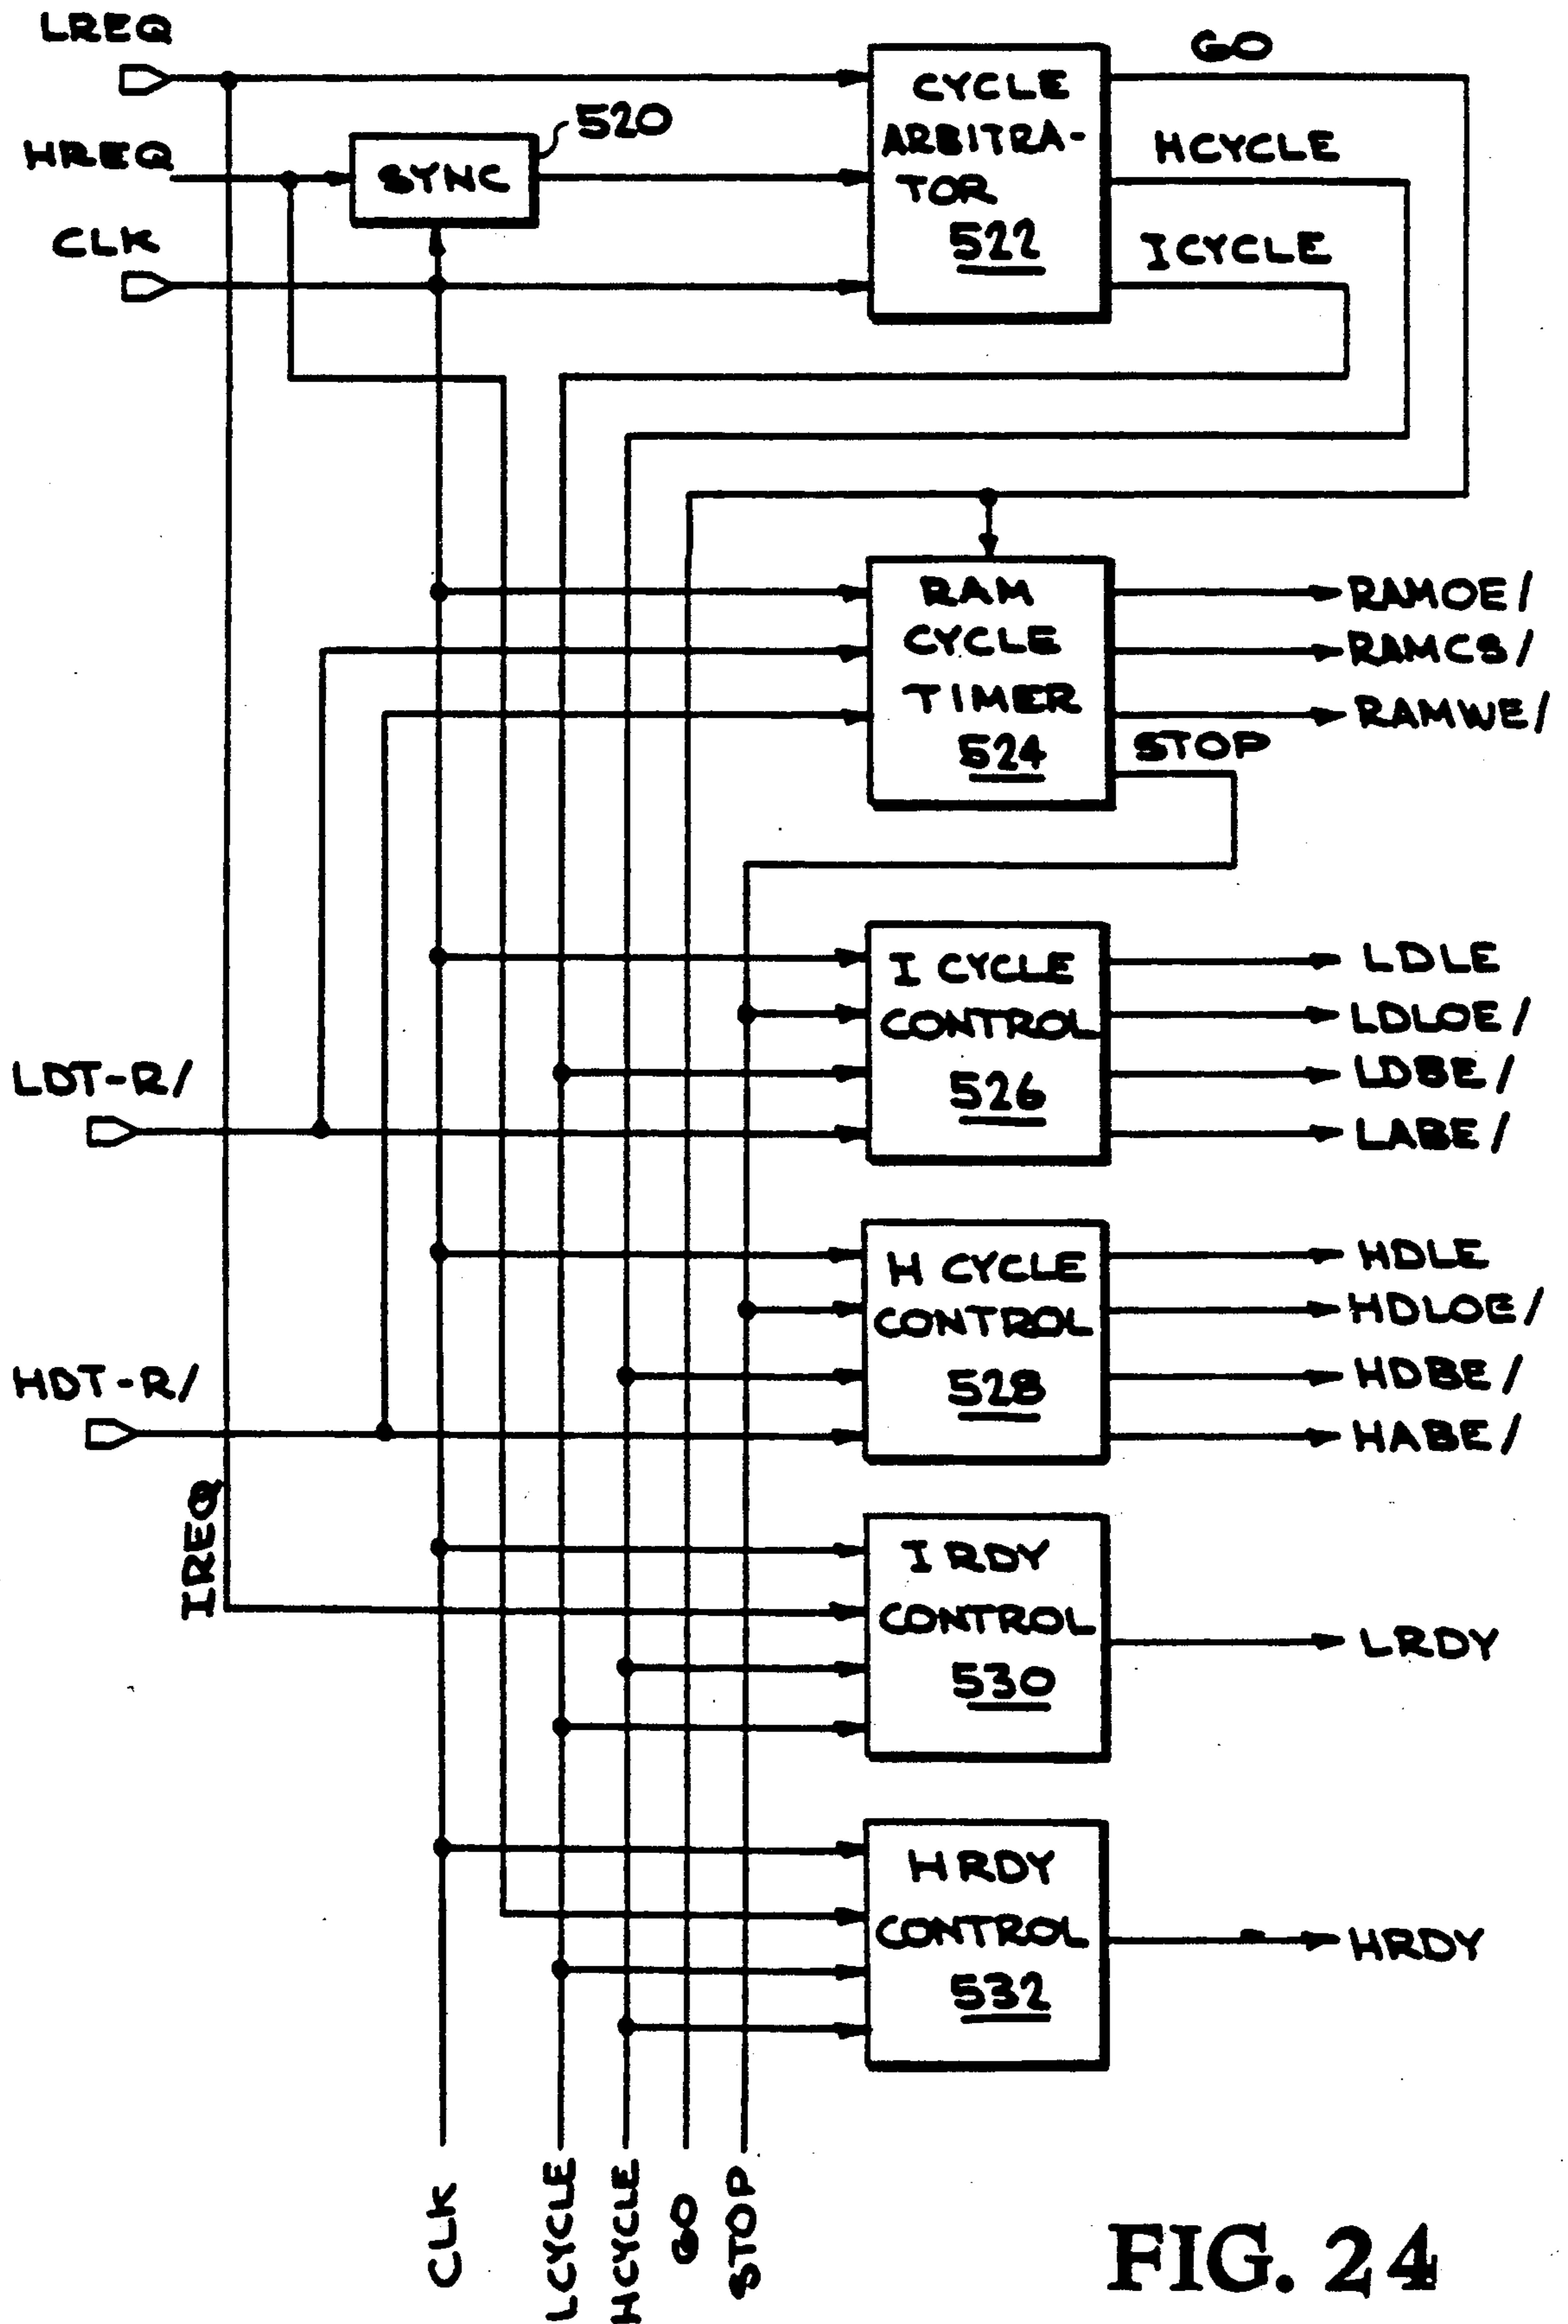 LREQ
GO
HREQ
520
SYNC
CYCLE
ARBITRA-
TOR
522
HCYCLE
CLK
ICYCLE
RAM
CYCLE
TIMER
524
RAMOE/
RAMCS/
RAMWE/
STOP
I CYCLE
CONTROL
526
LDLE
LDLOE/
LDBE/
LABE/
LDT-R/
H CYCLE
CONTROL
528
HDLE
HDLOE/
HDBE/
HABE/
HDT-R/
IREQ
I RDY
CONTROL
530
LRDY
HRDY
CONTROL
532
HRDY
CLK
LCYCLE
HCYCLE
GO
STOP
FIG. 24